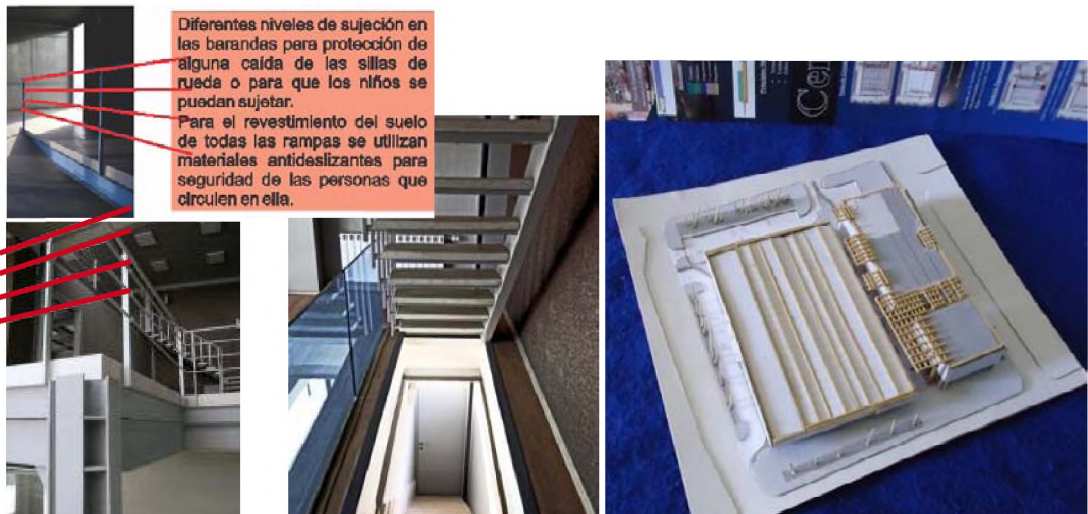 Diferentes niveles de sujeción en
las barandas para protección de
alguna caída de las sillas de
rueda o para que los niños se
puedan sujetar.
Para el revestimiento del suelo
de todas las rampas se utilizan
materiales antideslizantes para
seguridad de las personas que
circulen en ella.
Cen